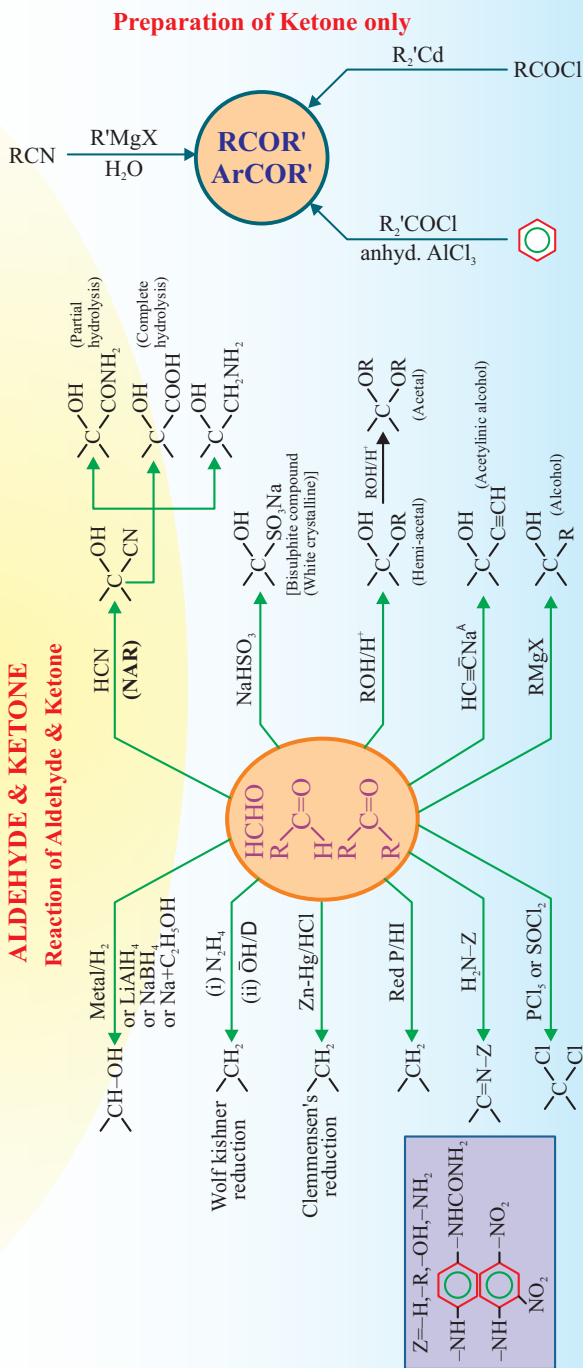 ALDEHYDE & KETONE
Reaction of Aldehyde & Ketone
HCHO
R
C=O
H
R
C=O
R
Metal/H₂
or LiAlH₄
or NaBH₄
or Na+C₂H₅OH
CH–OH
(i) N₂H₄
(ii) ŌH/D
CH₂
Wolf kishner
reduction
Zn-Hg/HCl
CH₂
Clemmensen's
reduction
Red P/HI
CH₂
H₂N–Z
C=N–Z
PCl₅ or SOCl₂
C
Cl
Cl
Z=–H,–R,–OH,–NH₂
–NH
–NHCONH₂
–NH
–NO₂
NO₂
HCN
(NAR)
C
OH
CN
C
OH
CONH₂
(Partial
hydrolysis)
C
OH
COOH
(Complete
hydrolysis)
C
OH
CH₂NH₂
NaHSO₃
C
OH
SO₃Na
[Bisulphite compound
(White crystalline)]
ROH/H⁺
C
OH
OR
(Hemi-acetal)
ROH/H⁺
C
OR
OR
(Acetal)
HC≡C̄Naᴬ
C
OH
C≡CH
(Acetylinic alcohol)
RMgX
C
OH
R
(Alcohol)
Preparation of Ketone only
RCN
R'MgX
H₂O
RCOR'
ArCOR'
R₂'Cd
RCOCl
R₂'COCl
anhyd. AlCl₃